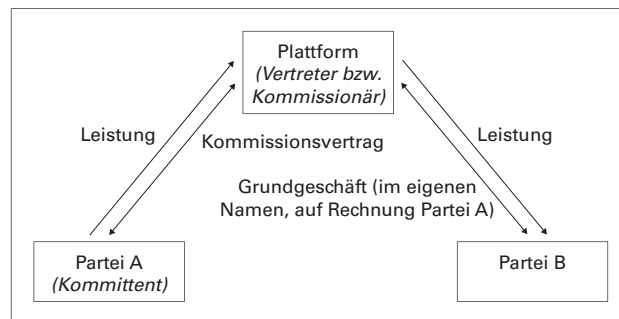 Plattform
(Vertreter bzw.
Kommissionär)
Leistung
Kommissionsvertrag
Leistung
Grundgeschäft (im eigenen
Namen, auf Rechnung Partei A)
Partei A
(Kommittent)
Partei B